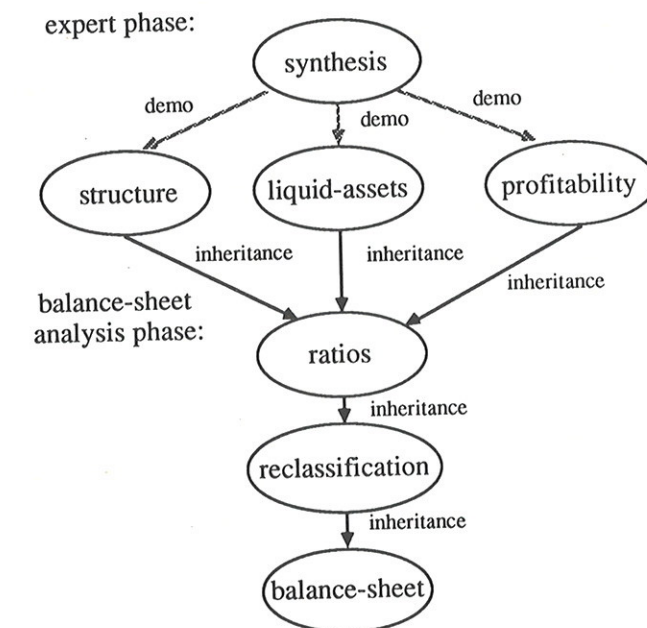 expert phase:
synthesis
demo
demo
demo
structure
liquid-assets
profitability
inheritance
inheritance
inheritance
balance-sheet
analysis phase:
ratios
inheritance
reclassification
inheritance
balance-sheet